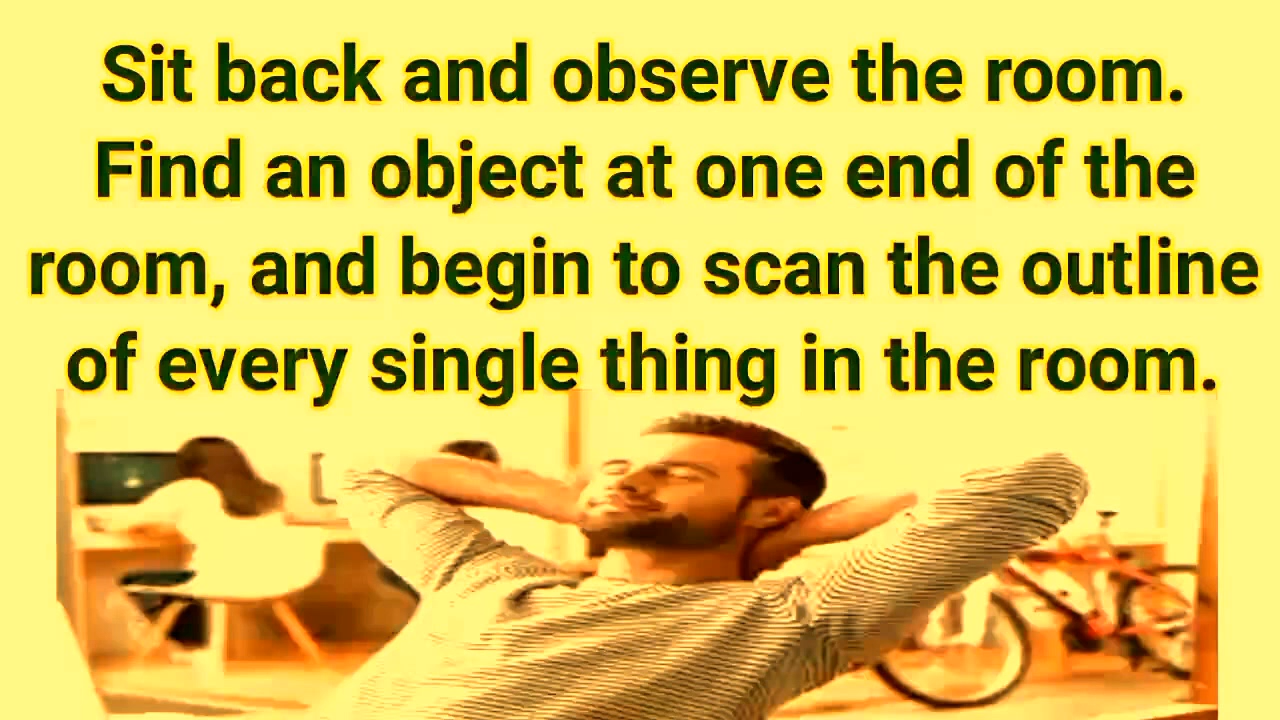 Sit back and observe the room.
Find an object at one end of the
room, and begin to scan the outline
of every single thing in the room.